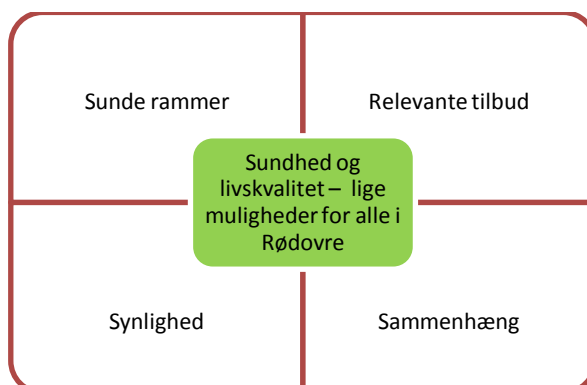 Sunde rammer
Relevante tilbud
Sundhed og
livskvalitet – lige
muligheder for alle i
Rødovre
Synlighed
Sammenhæng